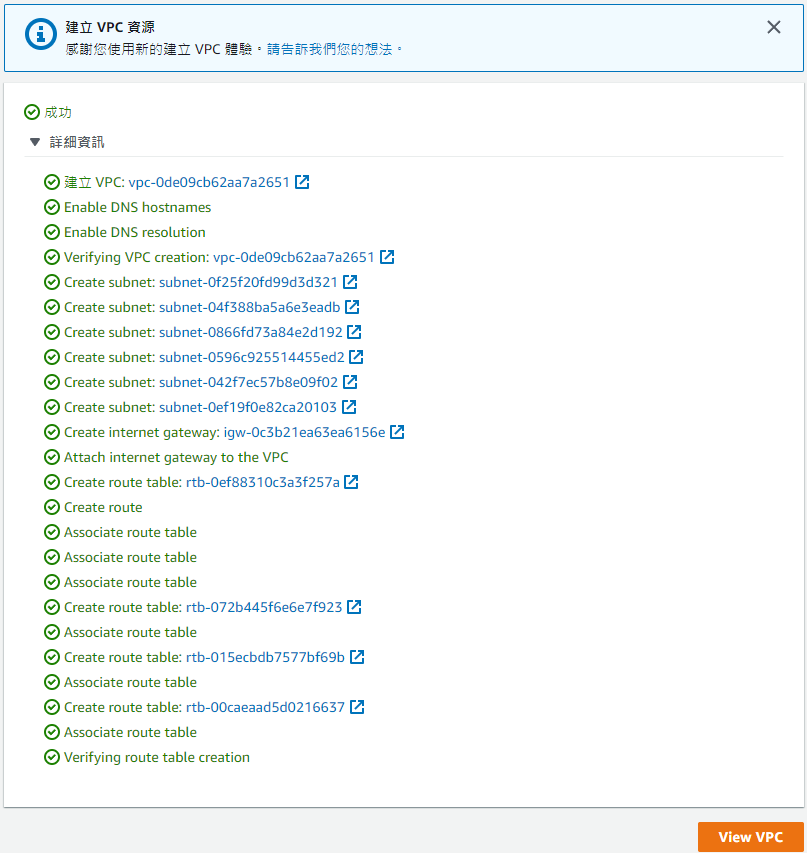 建立 VPC 資源
感謝您使用新的建立 VPC 體驗。請告訴我們您的想法。
成功
詳細資訊
建立 VPC: vpc-0de09cb62aa7a2651
Enable DNS hostnames
Enable DNS resolution
Verifying VPC creation: vpc-0de09cb62aa7a2651
Create subnet: subnet-0f25f20fd99d3d321
Create subnet: subnet-04f388ba5a6e3eadb
Create subnet: subnet-0866fd73a84e2d192
Create subnet: subnet-0596c925514455ed2
Create subnet: subnet-042f7ec57b8e09f02
Create subnet: subnet-0ef19f0e82ca20103
Create internet gateway: igw-0c3b21ea63ea6156e
Attach internet gateway to the VPC
Create route table: rtb-0ef88310c3a3f257a
Create route
Associate route table
Associate route table
Associate route table
Create route table: rtb-072b445f6e6e7f923
Associate route table
Create route table: rtb-015ecbdb7577bf69b
Associate route table
Create route table: rtb-00caeaad5d0216637
Associate route table
Verifying route table creation
View VPC